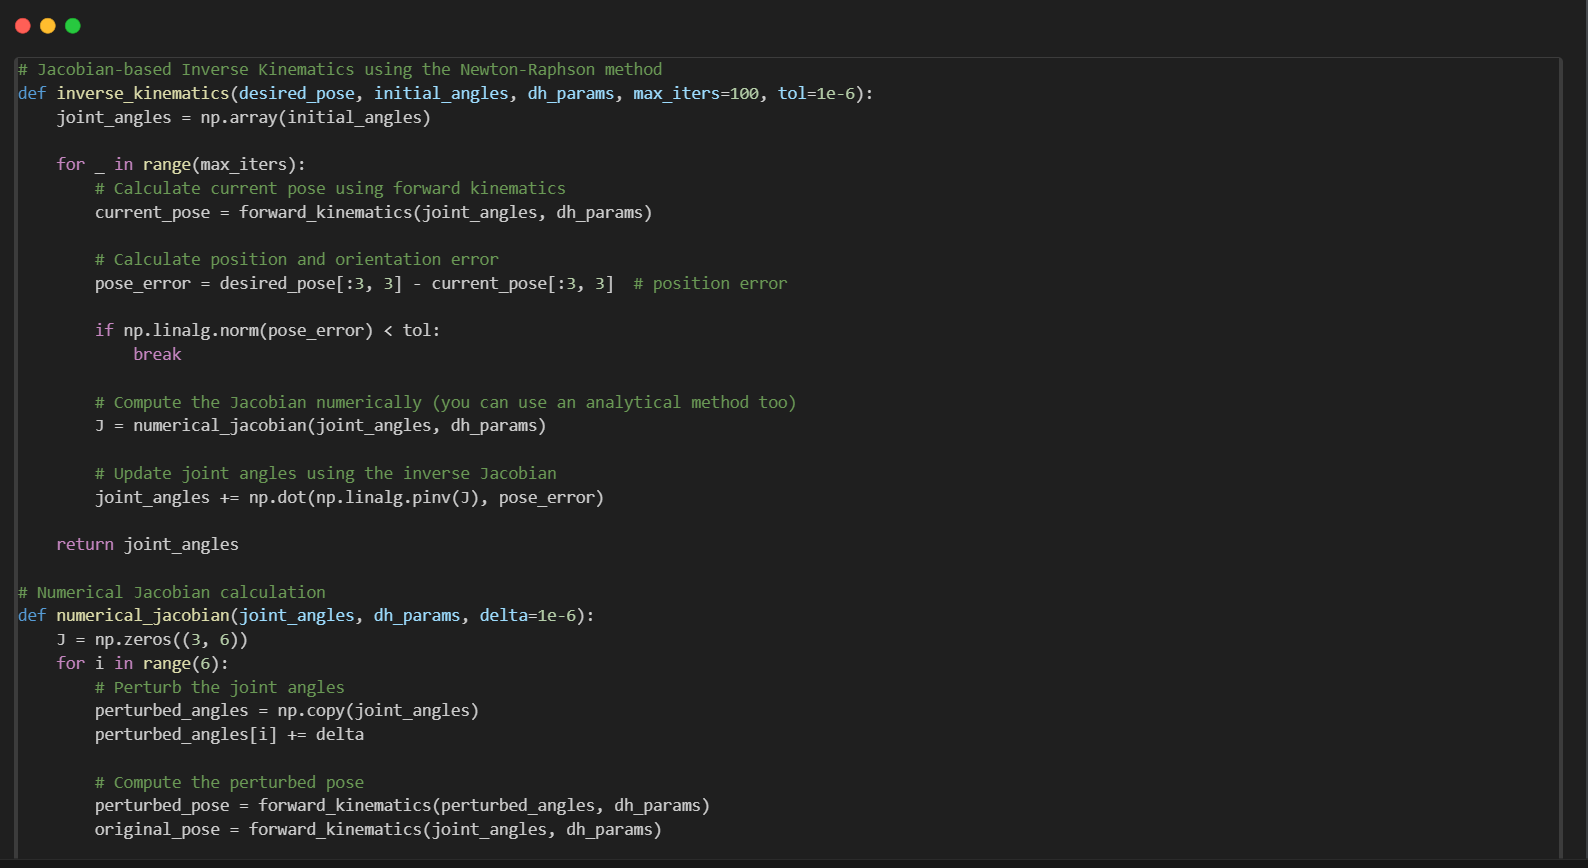 # Jacobian-based Inverse Kinematics using the Newton-Raphson method
def inverse_kinematics(desired_pose, initial_angles, dh_params, max_iters=100, tol=1e-6):
    joint_angles = np.array(initial_angles)

    for _ in range(max_iters):
        # Calculate current pose using forward kinematics
        current_pose = forward_kinematics(joint_angles, dh_params)

        # Calculate position and orientation error
        pose_error = desired_pose[:3, 3] - current_pose[:3, 3]  # position error

        if np.linalg.norm(pose_error) < tol:
            break

        # Compute the Jacobian numerically (you can use an analytical method too)
        J = numerical_jacobian(joint_angles, dh_params)

        # Update joint angles using the inverse Jacobian
        joint_angles += np.dot(np.linalg.pinv(J), pose_error)

    return joint_angles

# Numerical Jacobian calculation
def numerical_jacobian(joint_angles, dh_params, delta=1e-6):
    J = np.zeros((3, 6))
    for i in range(6):
        # Perturb the joint angles
        perturbed_angles = np.copy(joint_angles)
        perturbed_angles[i] += delta

        # Compute the perturbed pose
        perturbed_pose = forward_kinematics(perturbed_angles, dh_params)
        original_pose = forward_kinematics(joint_angles, dh_params)